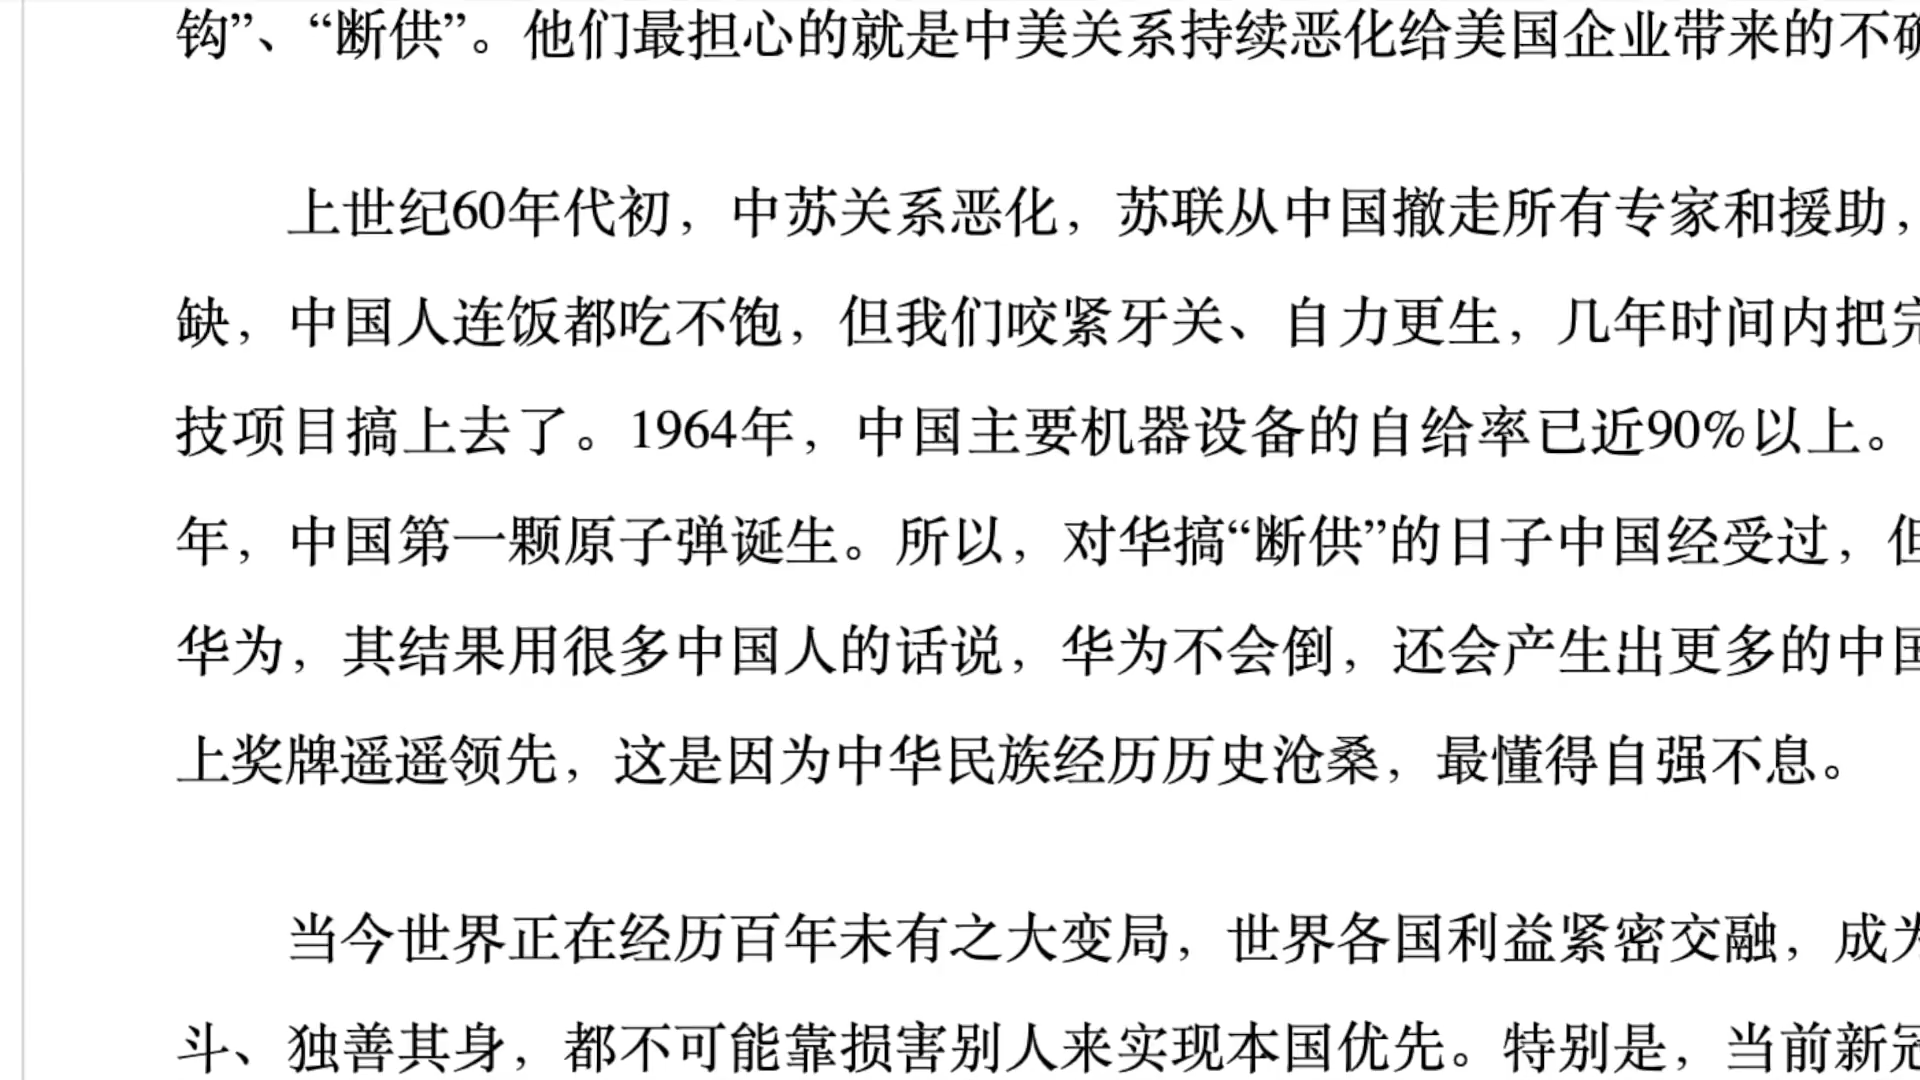 钩”、“断供”。他们最担心的就是中美关系持续恶化给美国企业带来的不确
上世纪60年代初，中苏关系恶化，苏联从中国撤走所有专家和援助，
缺，中国人连饭都吃不饱，但我们咬紧牙关、自力更生，几年时间内把完
技项目搞上去了。1964年，中国主要机器设备的自给率已近90%以上。
年，中国第一颗原子弹诞生。所以，对华搞“断供”的日子中国经受过，但
华为，其结果用很多中国人的话说，华为不会倒，还会产生出更多的中国
上奖牌遥遥领先，这是因为中华民族经历历史沧桑，最懂得自强不息。
当今世界正在经历百年未有之大变局，世界各国利益紧密交融，成为
斗、独善其身，都不可能靠损害别人来实现本国优先。特别是，当前新冠